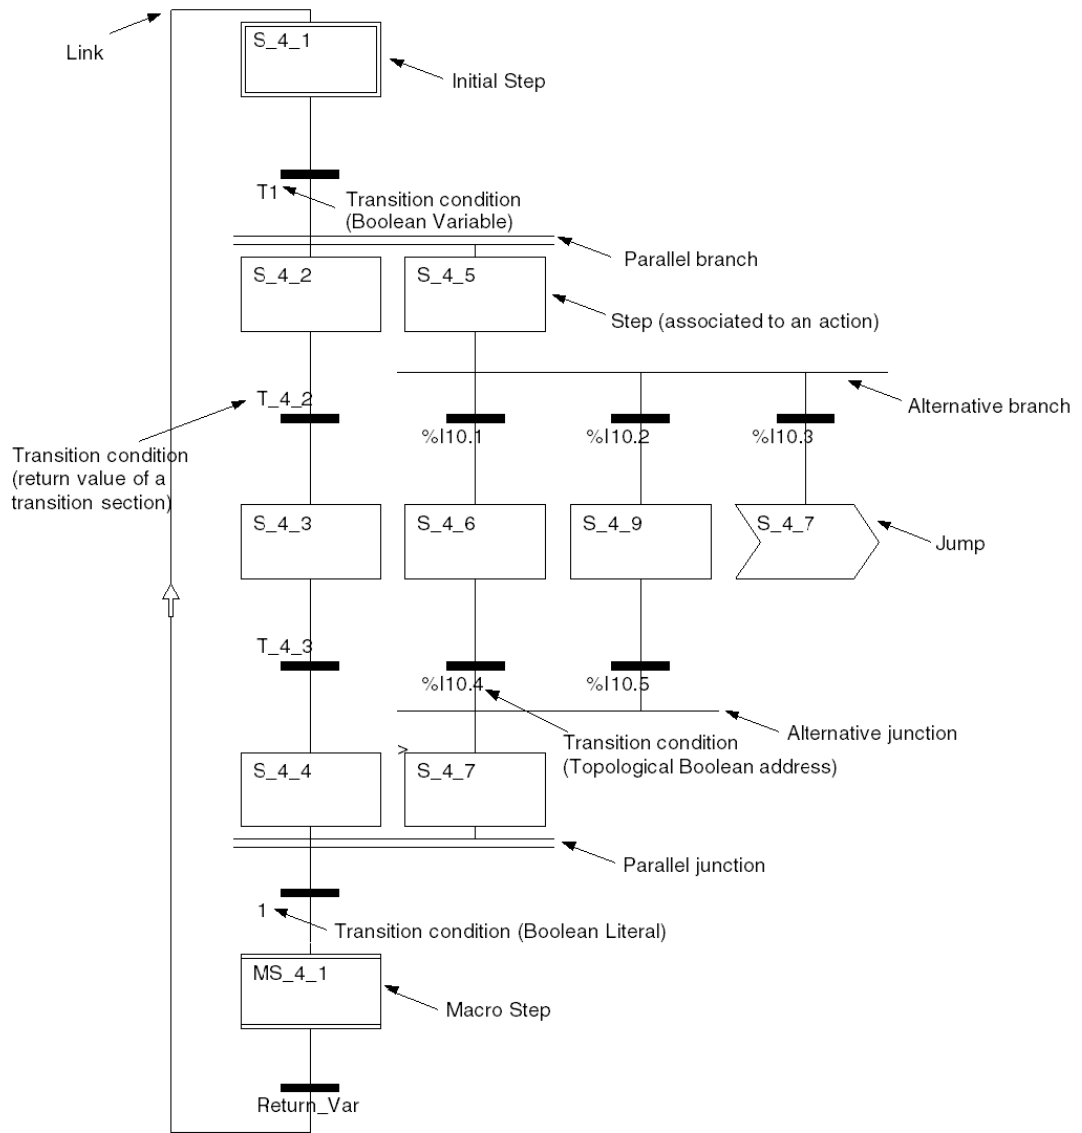 S_4_1
Link
Initial Step
T1
Transition condition
(Boolean Variable)
Parallel branch
S_4_2
S_4_5
Step (associated to an action)
T_4_2
Alternative branch
%I10.1
%I10.2
%I10.3
Transition condition
(return value of a
transition section)
S_4_3
S_4_6
S_4_9
S_4_7
Jump
T_4_3
%I10.4
%I10.5
Alternative junction
Transition condition
(Topological Boolean address)
>
S_4_4
S_4_7
Parallel junction
1
Transition condition (Boolean Literal)
MS_4_1
Macro Step
Return_Var